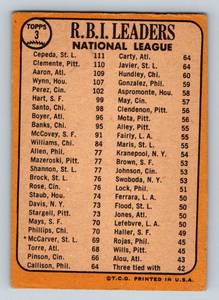 TOPPS
3
R.B.I. LEADERS
NATIONAL LEAGUE
Cepeda, St. L. 111
Clemente, Pitt. 110
Aaron, Atl. 109
Wynn, Hou. 107
Perez, Cin. 102
Hart, S.F. 99
Santo, Chi. 98
Boyer, Atl. 96
Banks, Chi. 95
McCovey, S. F. 91
Williams, Chi. 84
Allen, Phil. 77
Mazeroski, Pitt. 77
Shannon, St. L. 77
Brock, St. L. 76
Rose, Cin. 76
Staub, Hou. 74
Davis, N.Y. 73
Stargell, Pitt. 73
Mays, S. F. 70
McCarver, St. L. 69
Torre, Atl. 68
Pinson, Cin. 66
Callison, Phil. 64
Carty, Atl. 64
Javier, St. L. 64
Hundley, Chi. 60
Gonzalez, Phil. 59
Aspromonte, Hou. 58
May, Cin. 57
Clendenon, Pitt. 56
Mota, Pitt. 56
Alley, Pitt. 55
Fairly, L.A. 55
Maris, St. L. 55
Kranepool, N. Y. 54
Brown, S. F. 53
Johnson, Cin. 53
Swoboda, N.Y. 53
Lock, Phil. 51
Ferrara, L. A. 50
Flood, St. L. 50
Jones, Atl. 50
Lefebvre, L. A. 50
Phillips, Chi. 50
Haller, S. F. 49
Rojas, Phil. 45
Wills, Pitt. 45
Alou, Pitt. 43
Three tied with 42
© T.C.G. PRINTED IN U.S.A.